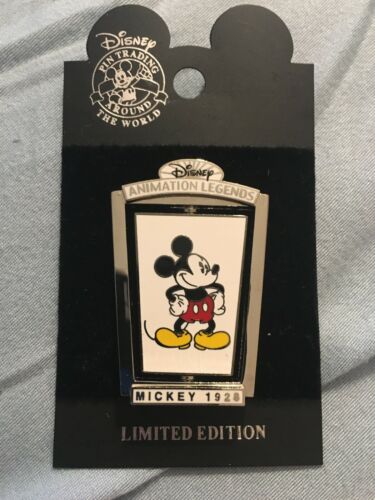 Disney
PIN TRADING
AROUND
THE WORLD
Disney
ANIMATION LEGENDS
MICKEY 1928
LIMITED EDITION